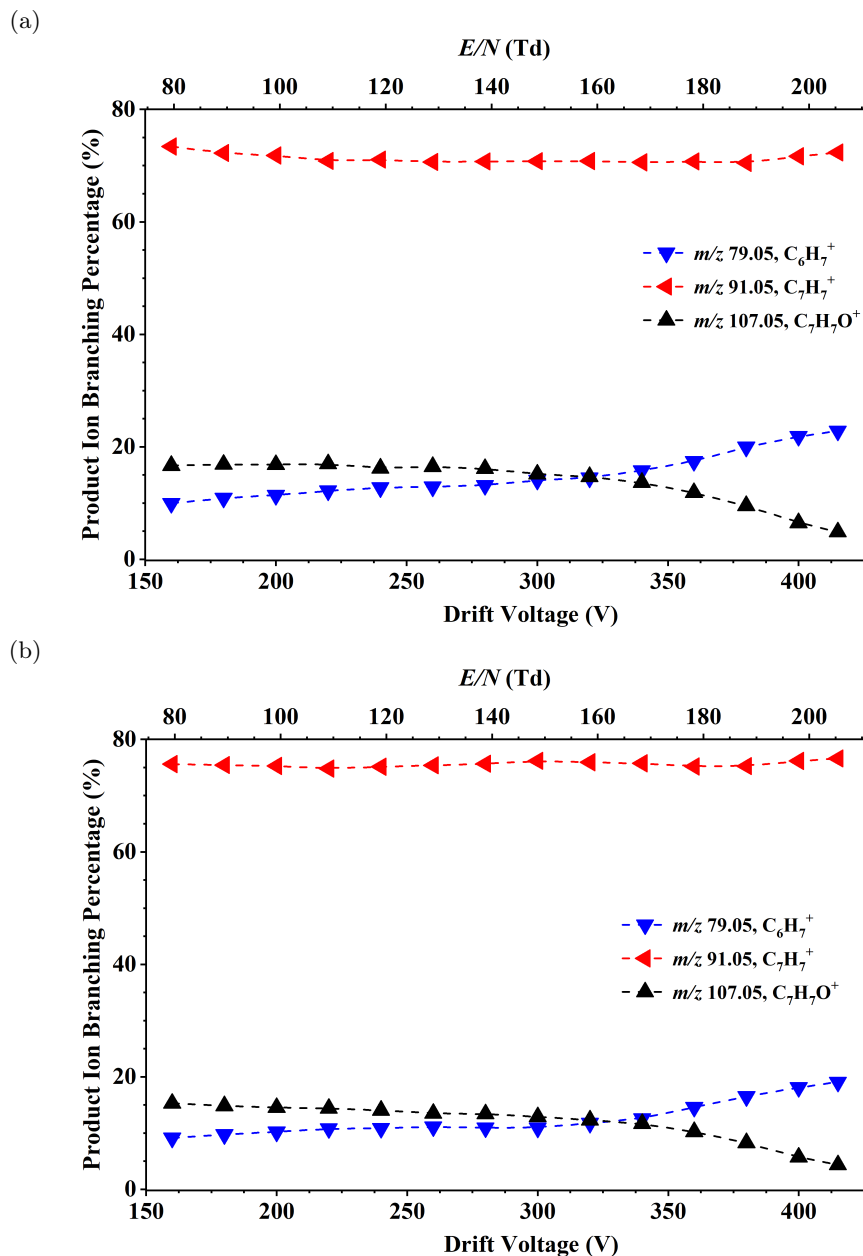 (a)
E/N (Td)
80 100 120 140 160 180 200
80
60
40
20
0
Product Ion Branching Percentage (%)
m/z 79.05, C₆H₇⁺
m/z 91.05, C₇H₇⁺
m/z 107.05, C₇H₇O⁺
150 200 250 300 350 400
Drift Voltage (V)
(b)
E/N (Td)
80 100 120 140 160 180 200
80
60
40
20
0
Product Ion Branching Percentage (%)
m/z 79.05, C₆H₇⁺
m/z 91.05, C₇H₇⁺
m/z 107.05, C₇H₇O⁺
150 200 250 300 350 400
Drift Voltage (V)